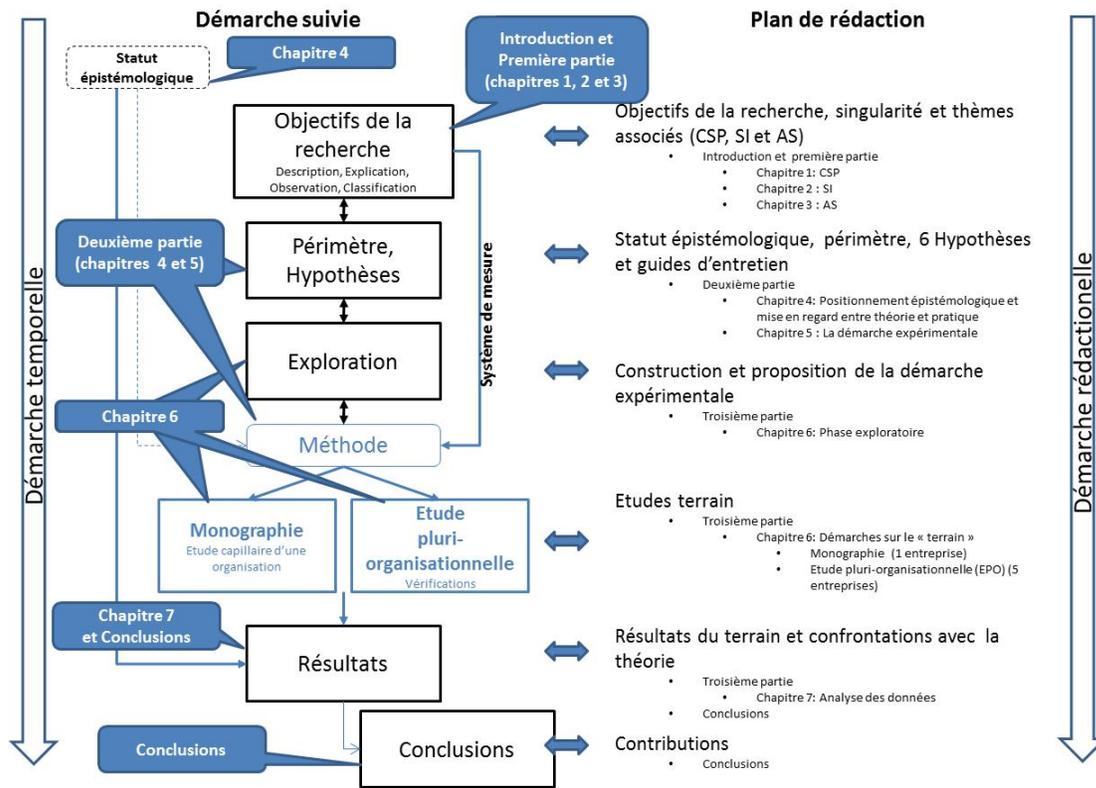 Démarche suivie
Plan de rédaction
Démarche temporelle
Démarche rédactionelle
Statut
épistémologique
Chapitre 4
Introduction et
Première partie
(chapitres 1, 2 et 3)
Objectifs de la
recherche
Description, Explication,
Observation, Classification
Système de mesure
Deuxième partie
(chapitres 4 et 5)
Périmètre,
Hypothèses
Exploration
Chapitre 6
Méthode
Monographie
Etude capillaire d'une
organisation
Etude
pluri-
organisationnelle
Vérifications
Chapitre 7
et Conclusions
Résultats
Conclusions
Conclusions
Objectifs de la recherche, singularité et thèmes
associés (CSP, SI et AS)
• Introduction et première partie
• Chapitre 1: CSP
• Chapitre 2 : SI
• Chapitre 3 : AS
Statut épistémologique, périmètre, 6 Hypothèses
et guides d'entretien
• Deuxième partie
• Chapitre 4: Positionnement épistémologique et
mise en regard entre théorie et pratique
• Chapitre 5 : La démarche expérimentale
Construction et proposition de la démarche
expérimentale
• Troisième partie
• Chapitre 6: Phase exploratoire
Etudes terrain
• Troisième partie
• Chapitre 6: Démarches sur le « terrain »
• Monographie (1 entreprise)
• Etude pluri-organisationnelle (EPO) (5
entreprises)
Résultats du terrain et confrontations avec la
théorie
• Troisième partie
• Chapitre 7: Analyse des données
• Conclusions
Contributions
• Conclusions